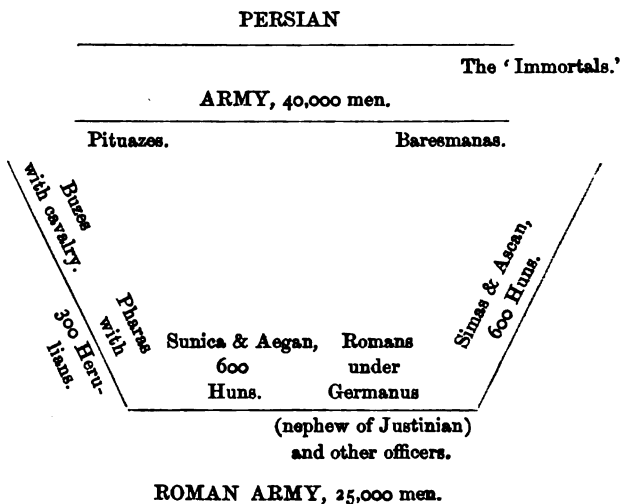 PERSIAN
The ‘Immortals.’
ARMY, 40,000 men.
Pituazes. Baresmanas.
Buzes
with cavalry.
Pharas
with
300 Heru-
lians.
Sunica & Aegan,
600
Huns.
Romans
under
Germanus
(nephew of Justinian)
and other officers.
Simas & Ascan,
600 Huns.
ROMAN ARMY, 25,000 men.